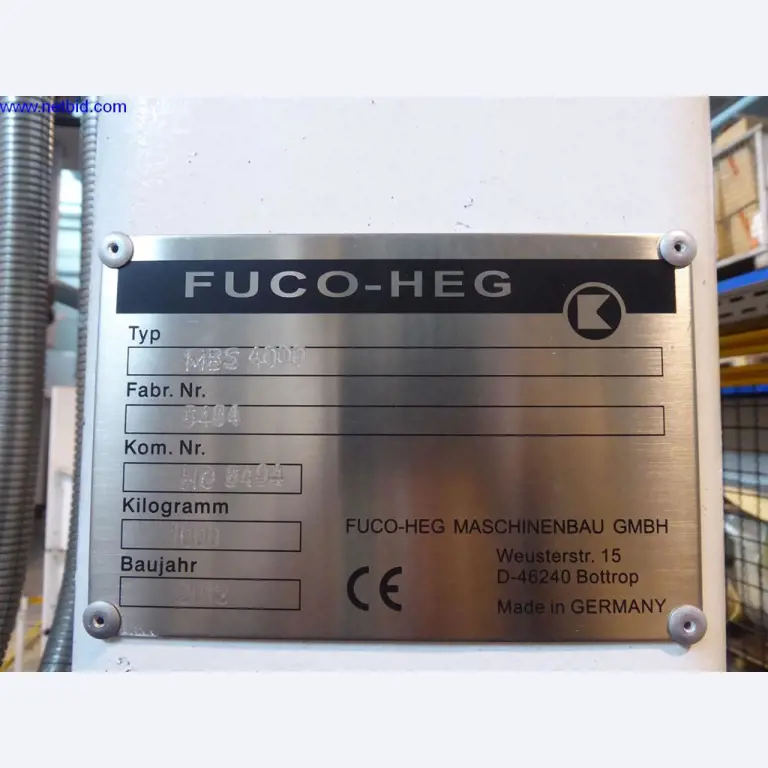 www.netbid.com
FUCO-HEG
Typ
MBS 4000
Fabr. Nr.
Kom. Nr.
Kilogramm
FUCO-HEG MASCHINENBAU GMBH
Weusterstr. 15
Baujahr
D-46240 Bottrop
CE
Made in GERMANY